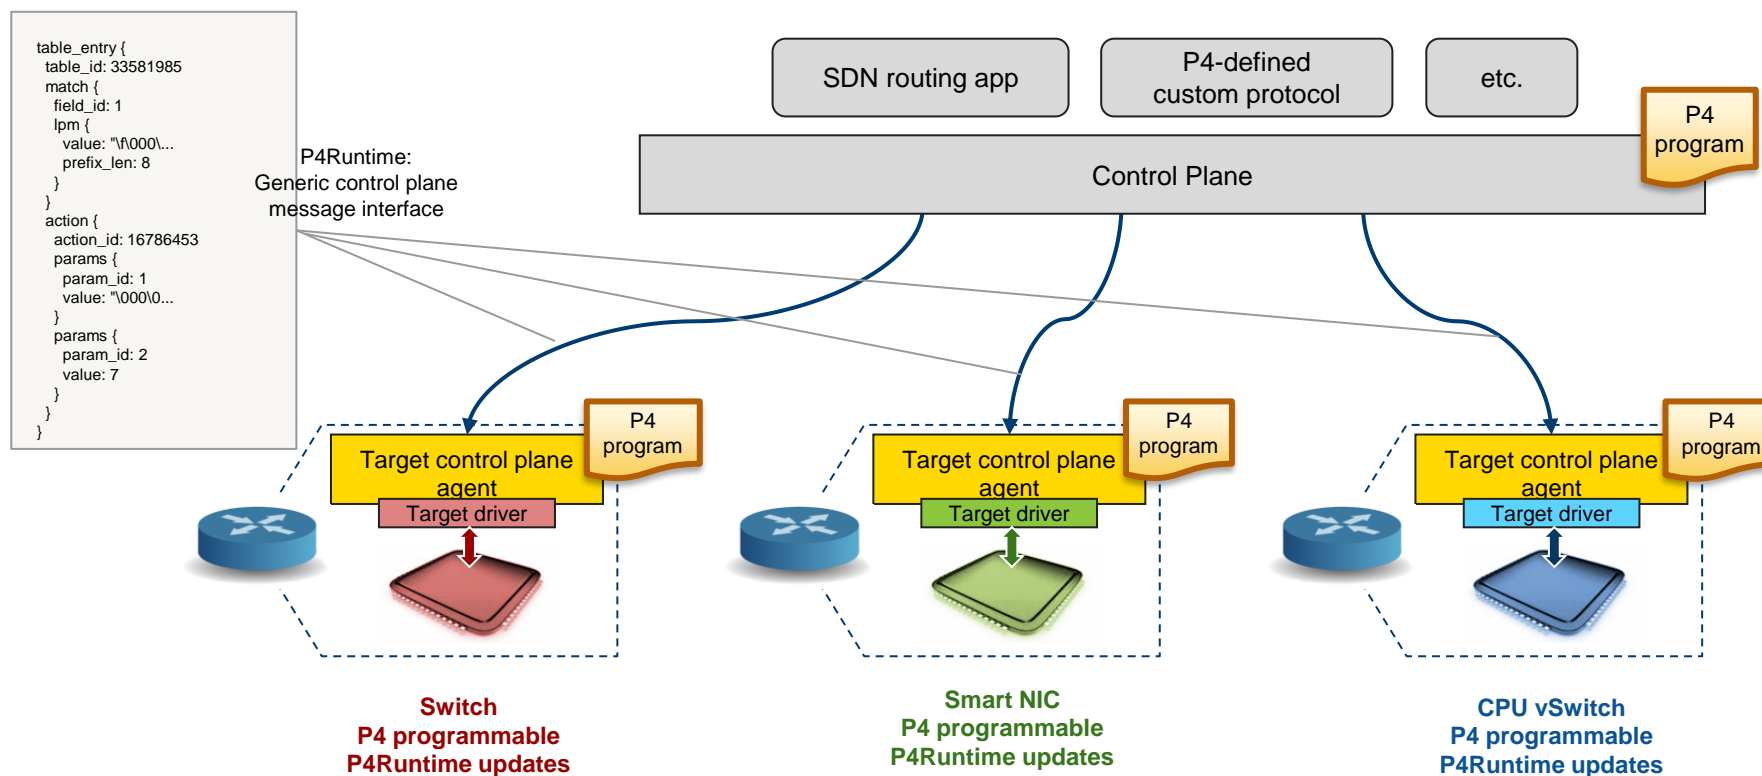 table_entry {
table_id: 33581985
match {
field_id: 1
lpm {
value: "\f\000\...
prefix_len: 8
}
}
action {
action_id: 16786453
params {
param_id: 1
value: "\000\0...
}
params {
param_id: 2
value: 7
}
}
}
P4Runtime:
Generic control plane
message interface
SDN routing app
P4-defined
custom protocol
etc.
P4
program
Control Plane
P4
program
Target control plane
agent
Target driver
P4
program
Target control plane
agent
Target driver
P4
program
Target control plane
agent
Target driver
Switch
P4 programmable
P4Runtime updates
Smart NIC
P4 programmable
P4Runtime updates
CPU vSwitch
P4 programmable
P4Runtime updates